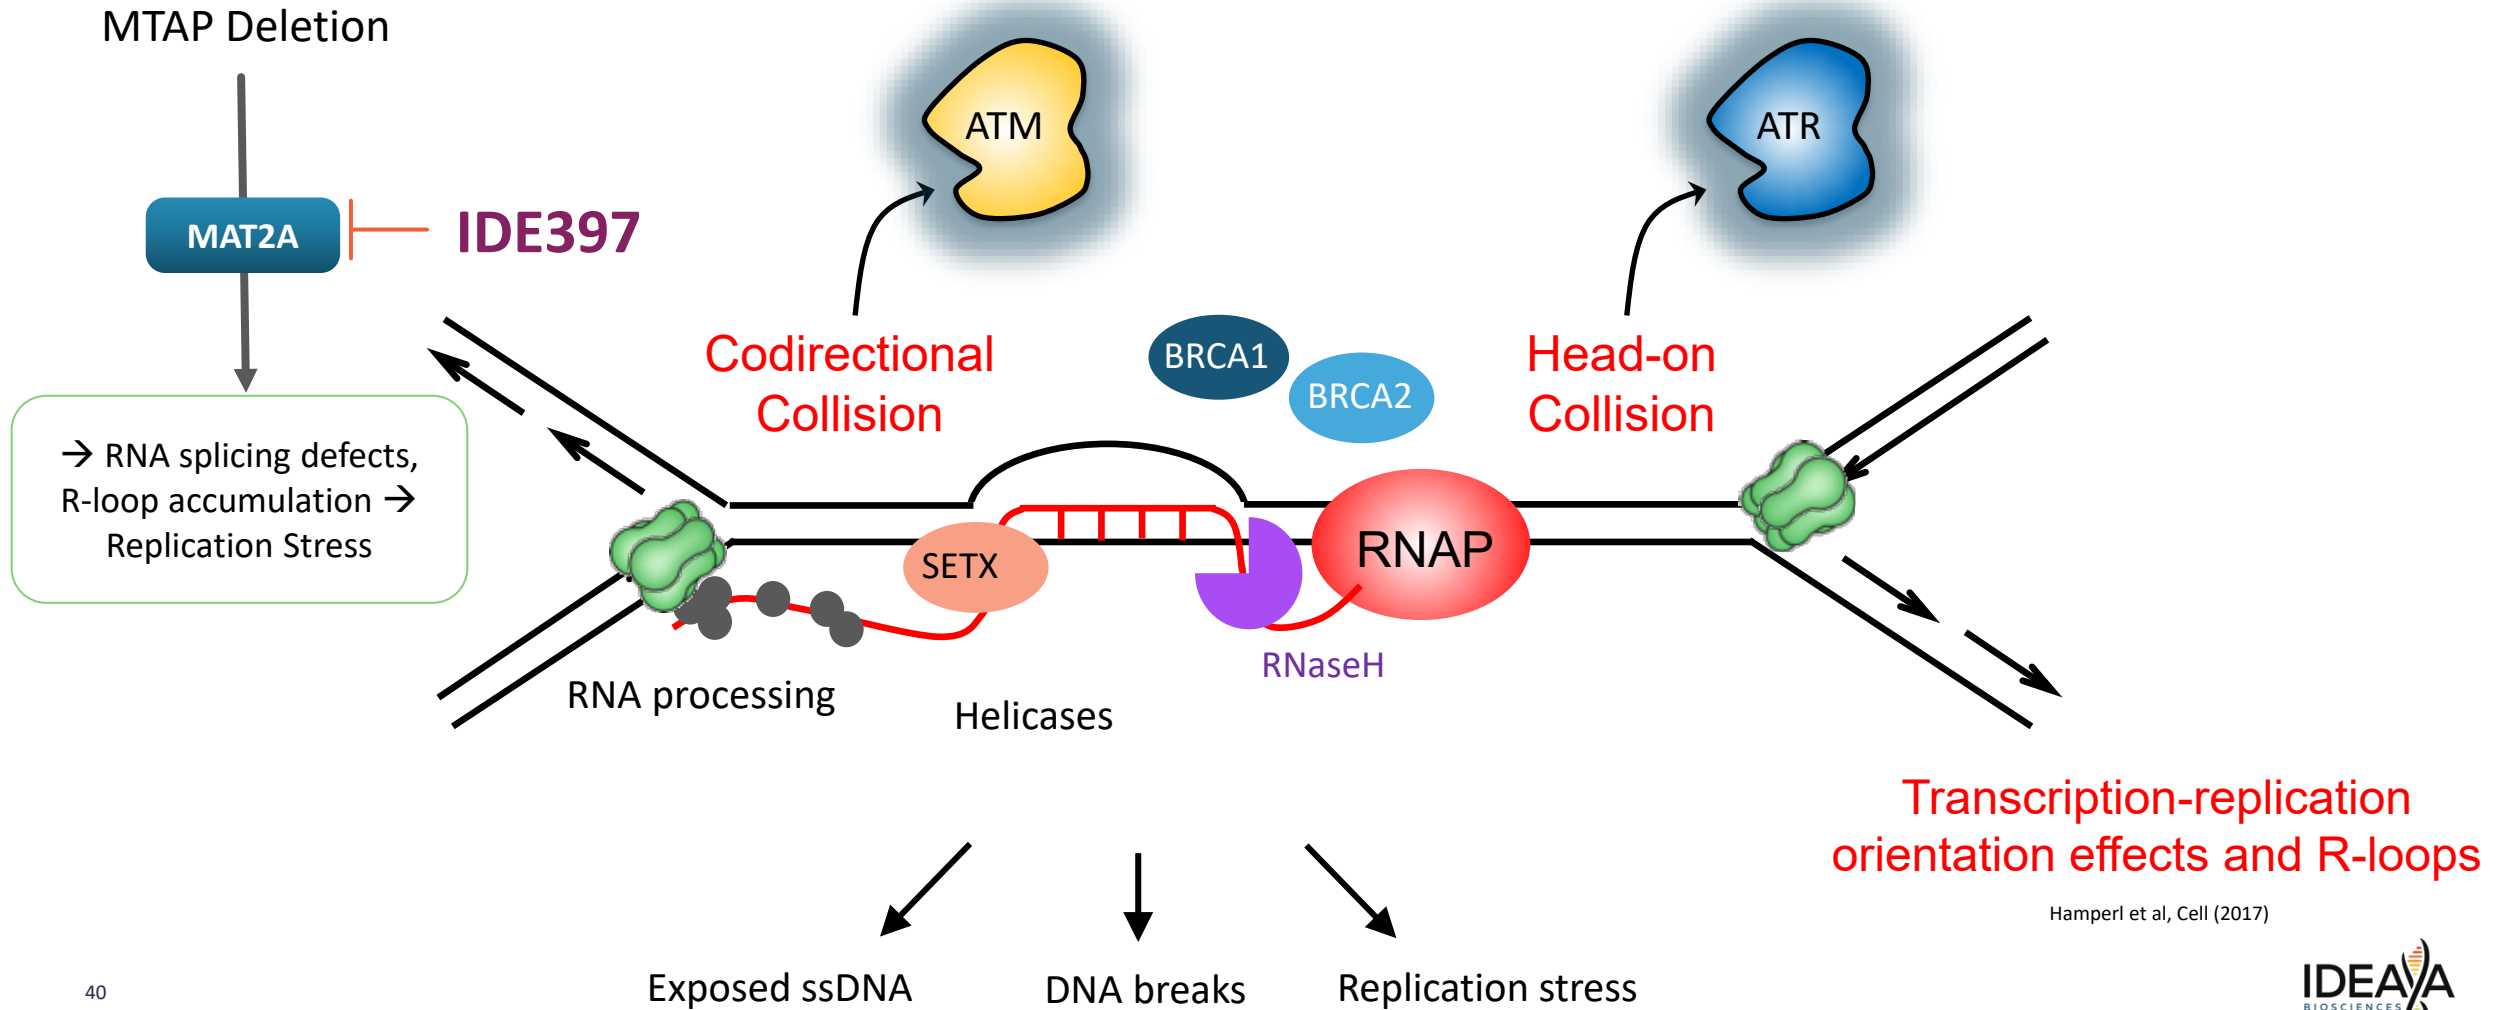 MTAP Deletion
ATM
ATR
MAT2A
IDE397
Codirectional
Collision
BRCA1
BRCA2
Head-on
Collision
→ RNA splicing defects,
R-loop accumulation →
Replication Stress
SETX
RNAP
RNaseH
RNA processing
Helicases
Transcription-replication
orientation effects and R-loops
Hamperl et al, Cell (2017)
Exposed ssDNA
DNA breaks
Replication stress
40
IDEAYA
BIOSCIENCES